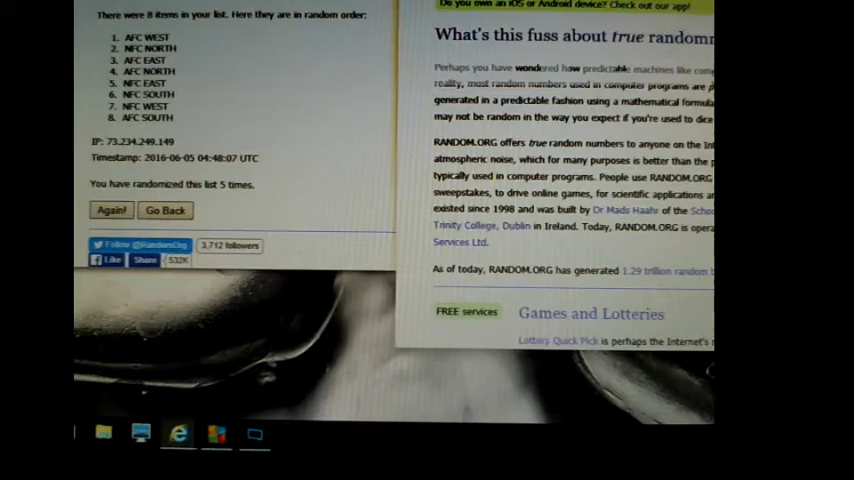 There were 8 items in your list. Here they are in random order:
1. AFC WEST
2. NFC NORTH
3. AFC EAST
4. AFC NORTH
5. NFC EAST
6. NFC SOUTH
7. NFC WEST
8. AFC SOUTH
IP: 73.234.249.149
Timestamp: 2016-06-05 04:48:07 UTC
You have randomized this list 5 times.
Again! Go Back
Follow @RandomOrg 3,712 followers
Like Share 532K
Do you own an iOS or Android device? Check out our app!
What's this fuss about true random
Perhaps you have wondered how predictable machines like
reality, most random numbers used in computer programs are
generated in a predictable fashion using a mathematical formula
may not be random in the way you expect if you're used to dice
RANDOM.ORG offers true random numbers to anyone on the
atmospheric noise, which for many purposes is better than the
typically used in computer programs. People use RANDOM.ORG
sweepstakes, to drive online games, for scientific applications
existed since 1998 and was built by Dr Mads Haahr of the
Trinity College, Dublin in Ireland. Today, RANDOM.ORG is
Services Ltd.
As of today, RANDOM.ORG has generated 1.29 trillion random
FREE services
Games and Lotteries
Lottery Quick Pick is perhaps the Internet's